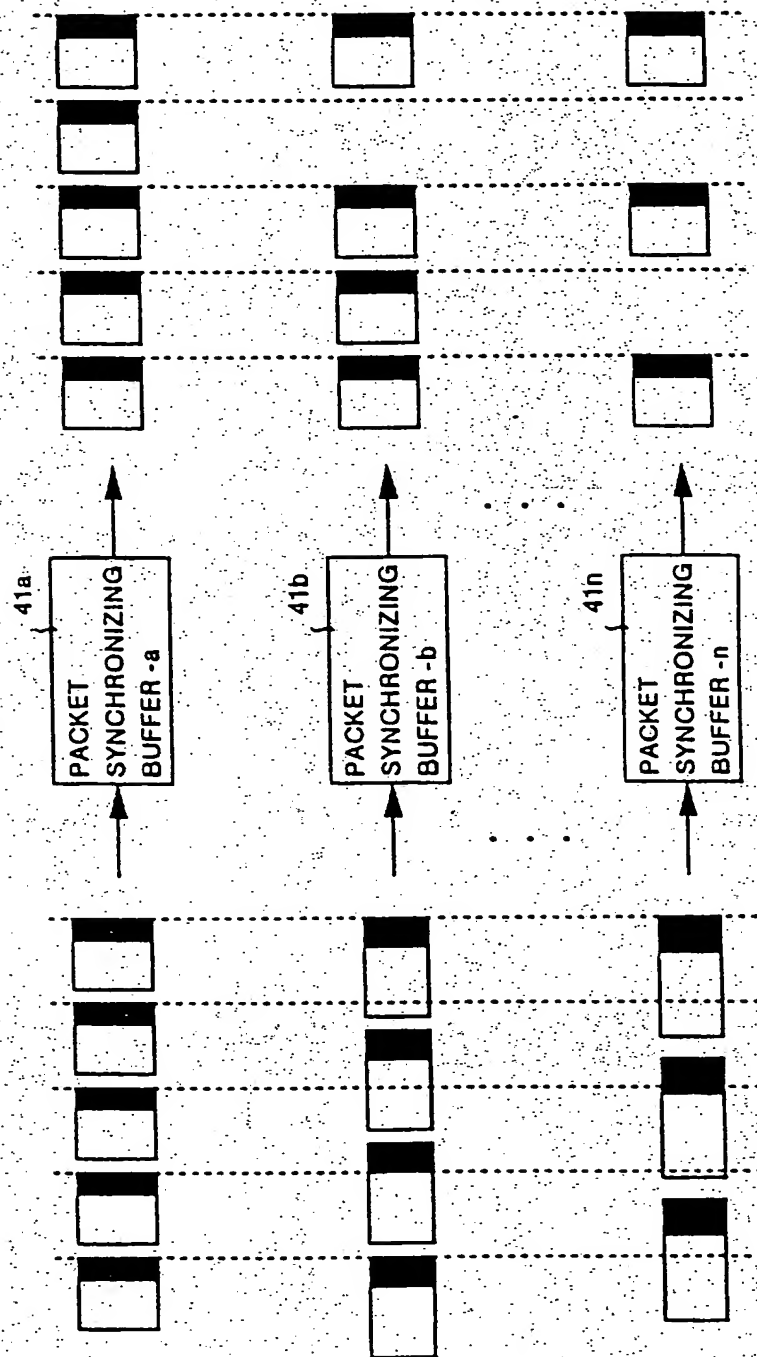 41a
PACKET
SYNCHRONIZING
BUFFER -a
41b
PACKET
SYNCHRONIZING
BUFFER -b
41n
PACKET
SYNCHRONIZING
BUFFER -n